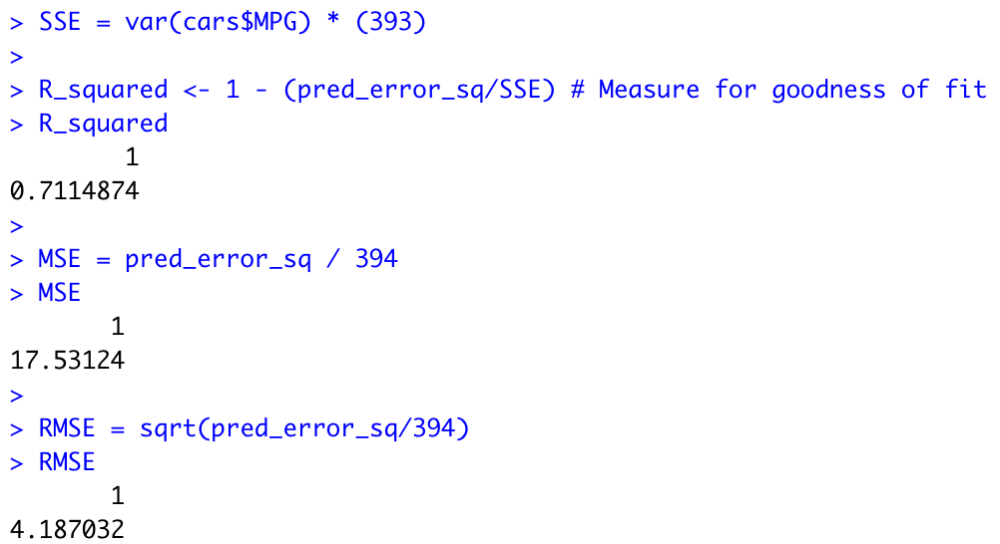 > SSE = var(cars$MPG) * (393)
>
> R_squared <- 1 - (pred_error_sq/SSE) # Measure for goodness of fit
> R_squared
        1
0.7114874
>
> MSE = pred_error_sq / 394
> MSE
       1
17.53124
>
> RMSE = sqrt(pred_error_sq/394)
> RMSE
       1
4.187032